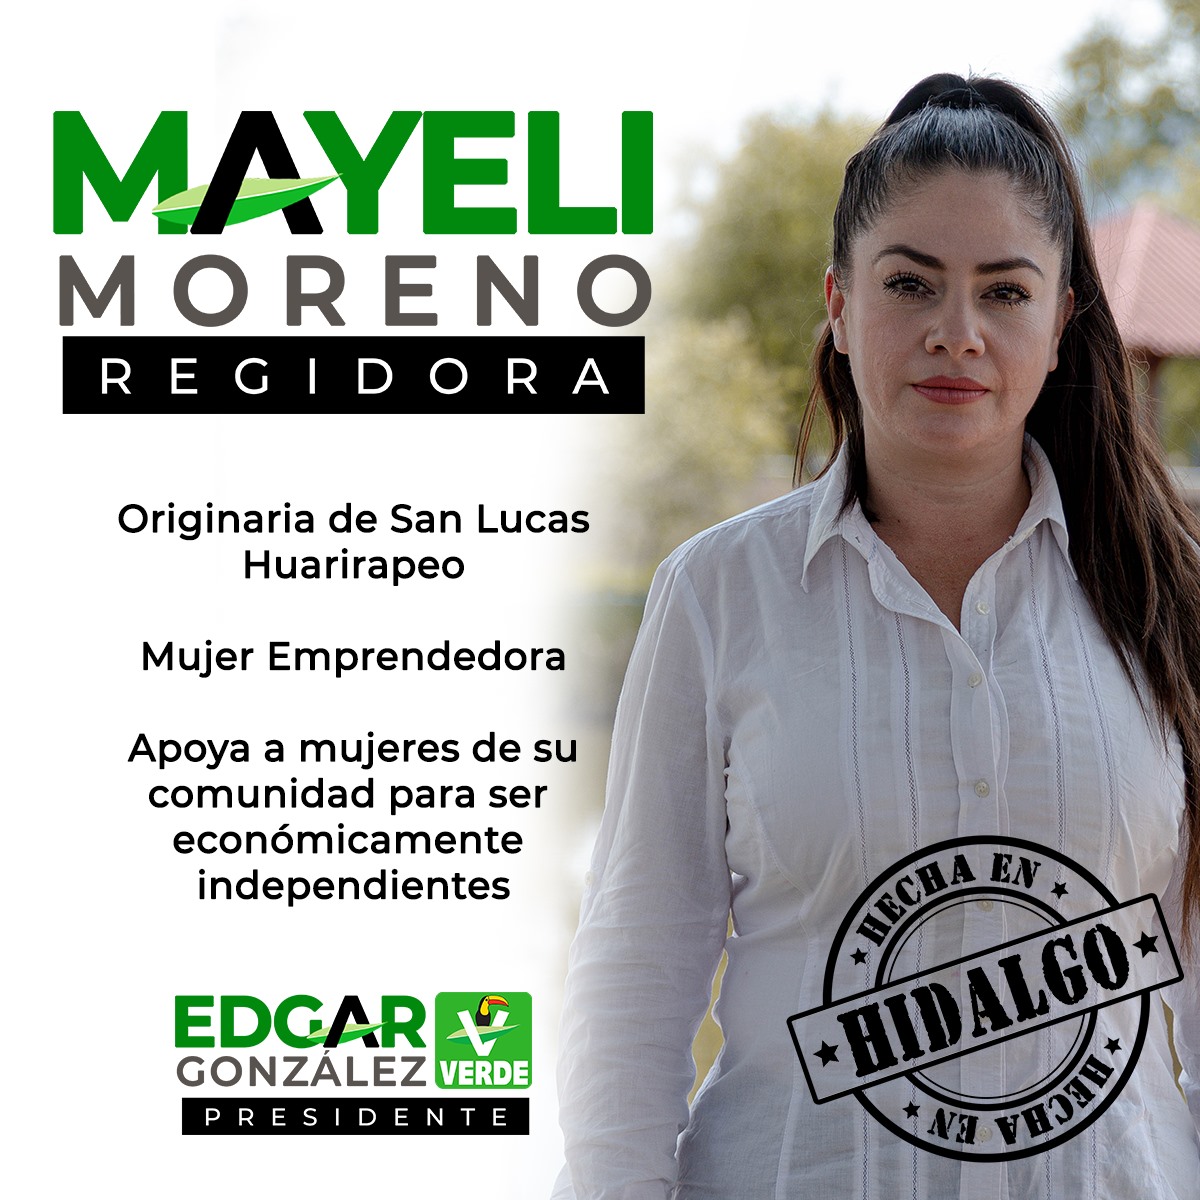 MAYELI
MORENO
REGIDORA
Originaria de San Lucas
Huarirapeo
Mujer Emprendedora
Apoya a mujeres de su
comunidad para ser
económicamente
independientes
EDGAR
GONZÁLEZ
V
VERDE
PRESIDENTE
HECHA EN
HIDALGO
HECHA EN